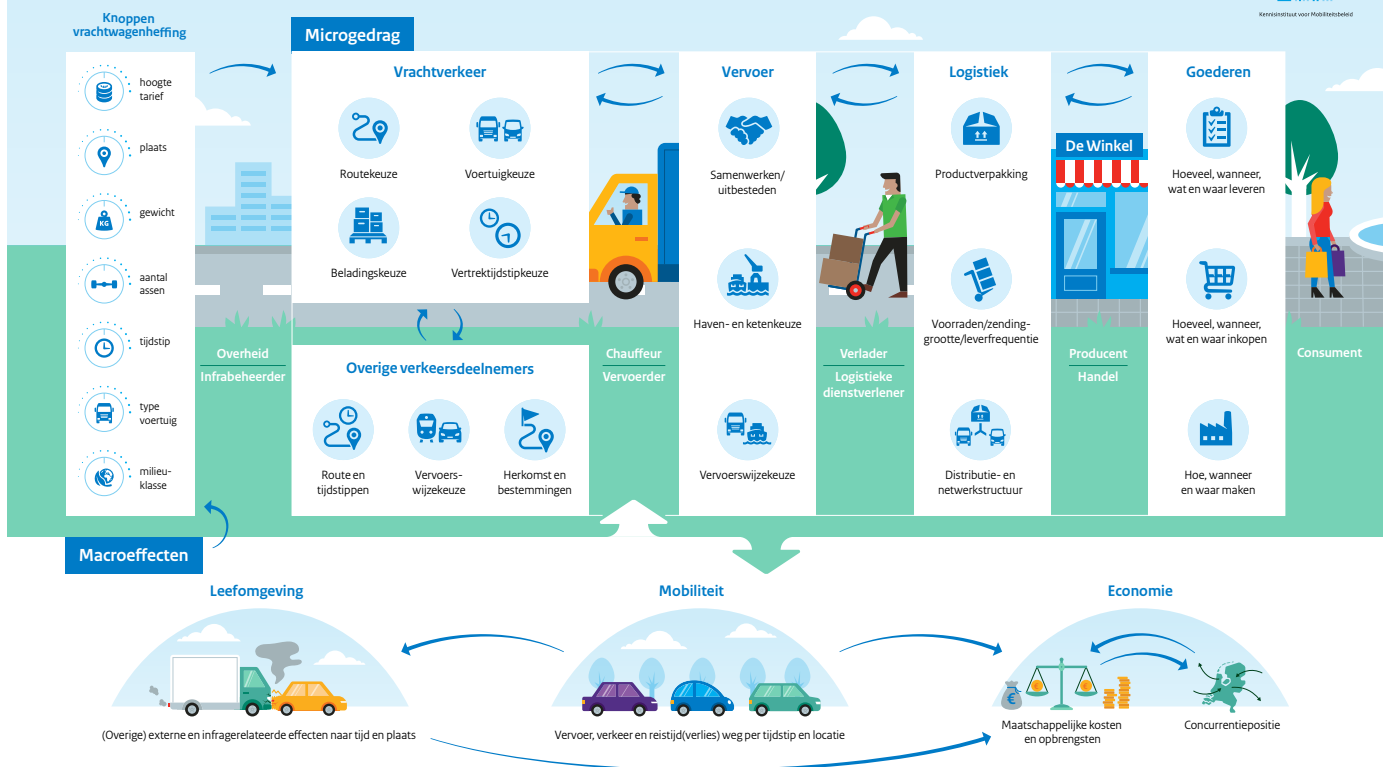 Kennisinstituut voor Mobiliteitsbeleid
Knoppen
vrachtwagenheffing
hoogte
tarief
plaats
gewicht
KG
aantal
assen
tijdstip
type
voertuig
milieu-
klasse
Microgedrag
Vrachtverkeer
Routekeuze
Voertuigkeuze
Beladingskeuze
Vertrektijdstipkeuze
Overige verkeersdeelnemers
Route en
tijdstippen
Vervoers-
wijzekeuze
Herkomst en
bestemmingen
Overheid
Infrabeheerder
Chauffeur
Vervoerder
Vervoer
Samenwerken/
uitbesteden
Haven- en ketenkeuze
Vervoerswijzekeuze
Verlader
Logistieke
dienstverlener
Logistiek
Productverpakking
Voorraden/zending-
grootte/leverfrequentie
Distributie- en
netwerkstructuur
De Winkel
Producent
Handel
Goederen
Hoeveel, wanneer,
wat en waar leveren
Hoeveel, wanneer,
wat en waar inkopen
Hoe, wanneer
en waar maken
Consument
Macroeffecten
Leefomgeving
(Overige) externe en infragerelateerde effecten naar tijd en plaats
Mobiliteit
Vervoer, verkeer en reistijd(verlies) weg per tijdstip en locatie
Economie
€
Maatschappelijke kosten
en opbrengsten
Concurrentiepositie